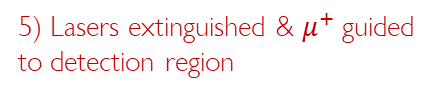 5) Lasers extinguished & μ⁺ guided
to detection region